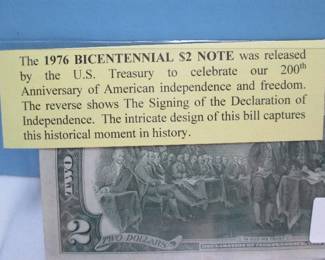 The 1976 BICENTENNIAL $2 NOTE was released
by the U.S. Treasury to celebrate our 200th
Anniversary of American independence and freedom.
The reverse shows The Signing of the Declaration of
Independence. The intricate design of this bill captures
this historical moment in history.
TWO
2
TWO DOLLARS